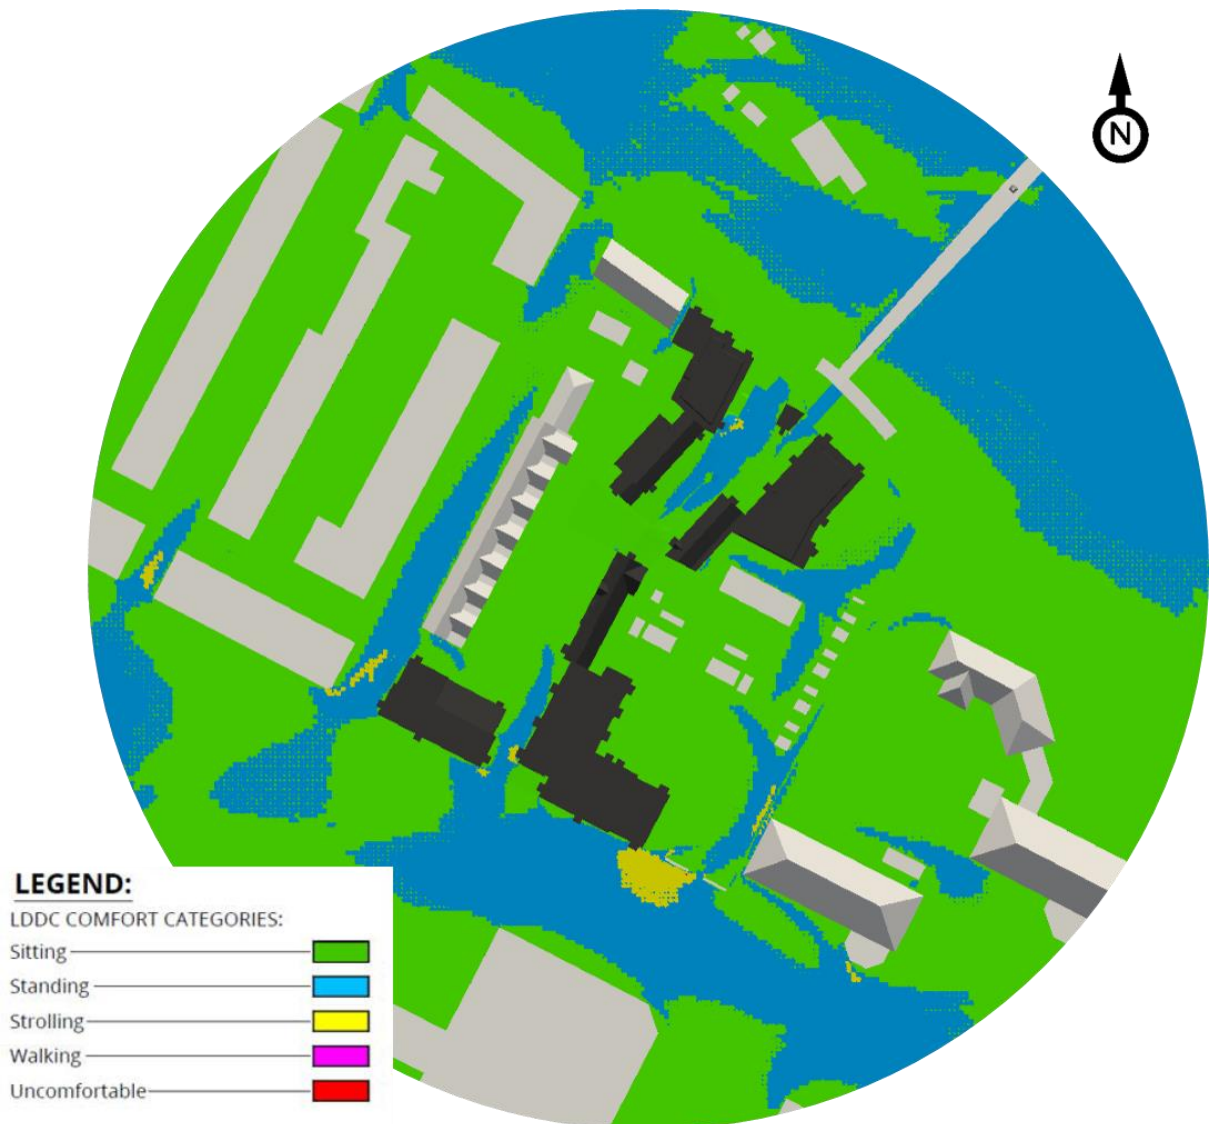 N
LEGEND:
LDDC COMFORT CATEGORIES:
Sitting
Standing
Strolling
Walking
Uncomfortable